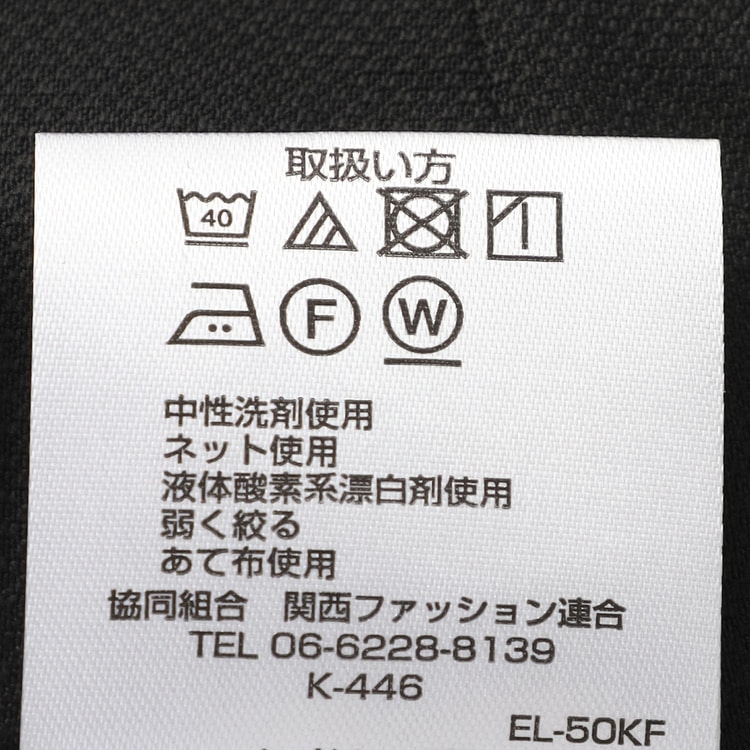 取扱い方
40
F W
中性洗剤使用
ネット使用
液体酸素系漂白剤使用
弱く絞る
あて布使用
協同組合 関西ファッション連合
TEL 06-6228-8139
K-446
EL-50KF